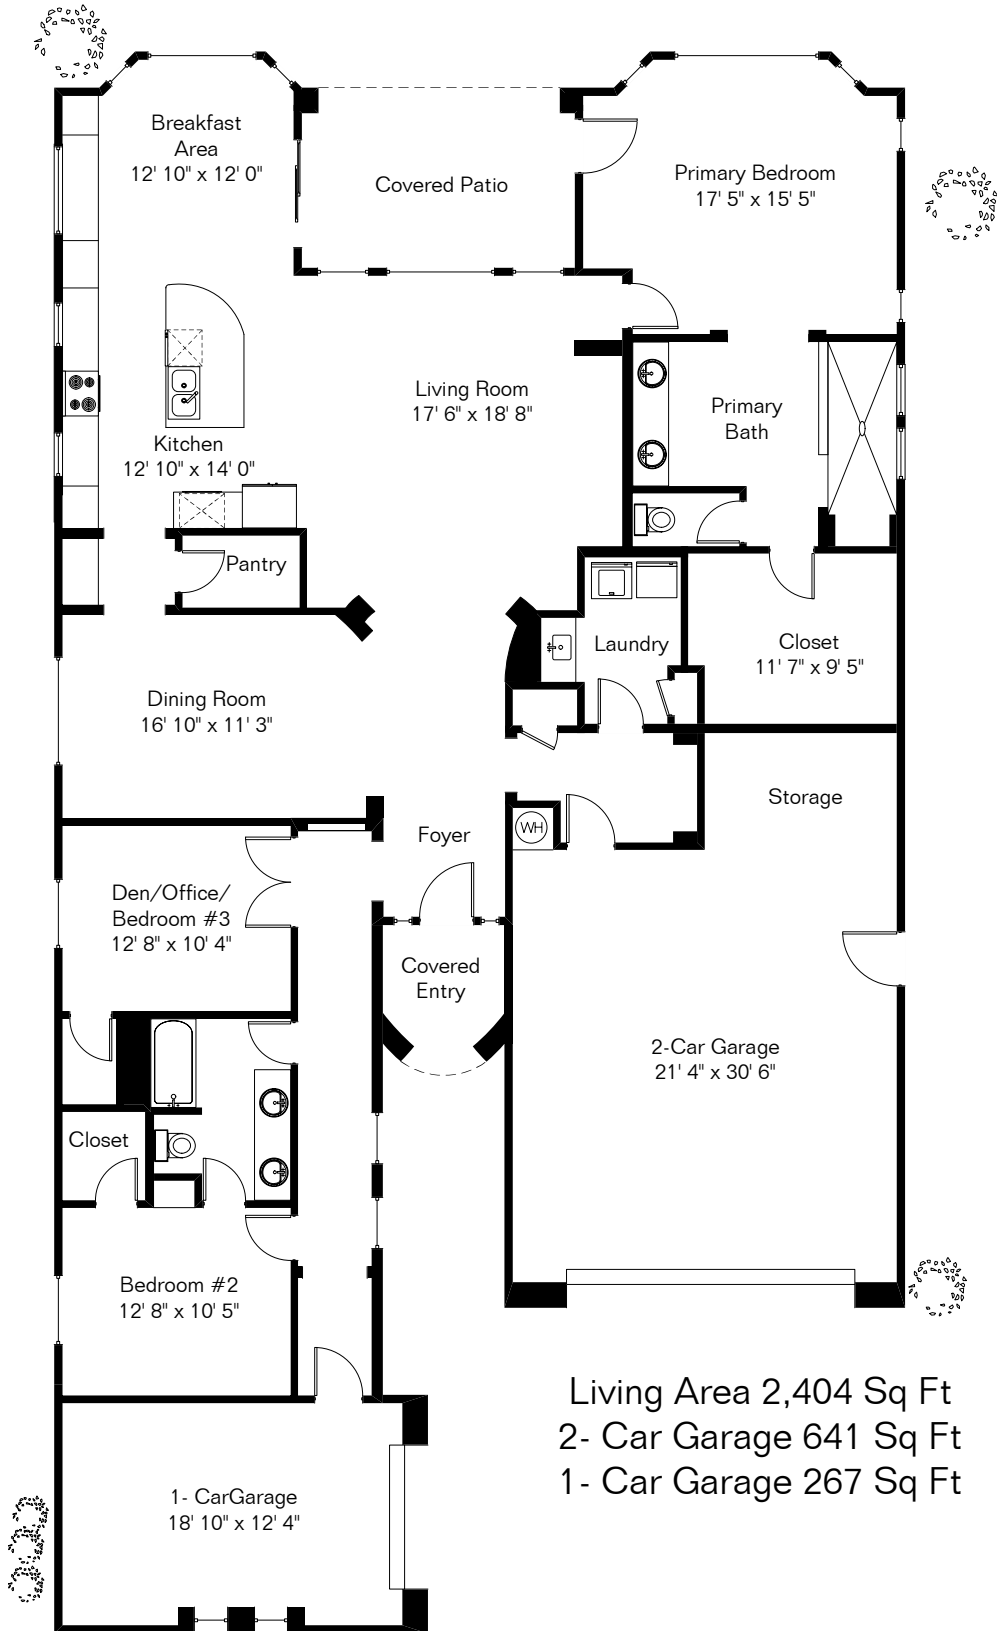 Breakfast
Area
12' 10" x 12' 0"
Covered Patio
Primary Bedroom
17' 5" x 15' 5"
Living Room
17' 6" x 18' 8"
Primary
Bath
Kitchen
12' 10" x 14' 0"
Pantry
Laundry
Closet
11' 7" x 9' 5"
Dining Room
16' 10" x 11' 3"
Storage
WH
Foyer
Den/Office/
Bedroom #3
12' 8" x 10' 4"
Covered
Entry
2-Car Garage
21' 4" x 30' 6"
Closet
Bedroom #2
12' 8" x 10' 5"
Living Area 2,404 Sq Ft
2- Car Garage 641 Sq Ft
1- Car Garage 267 Sq Ft
1- CarGarage
18' 10" x 12' 4"